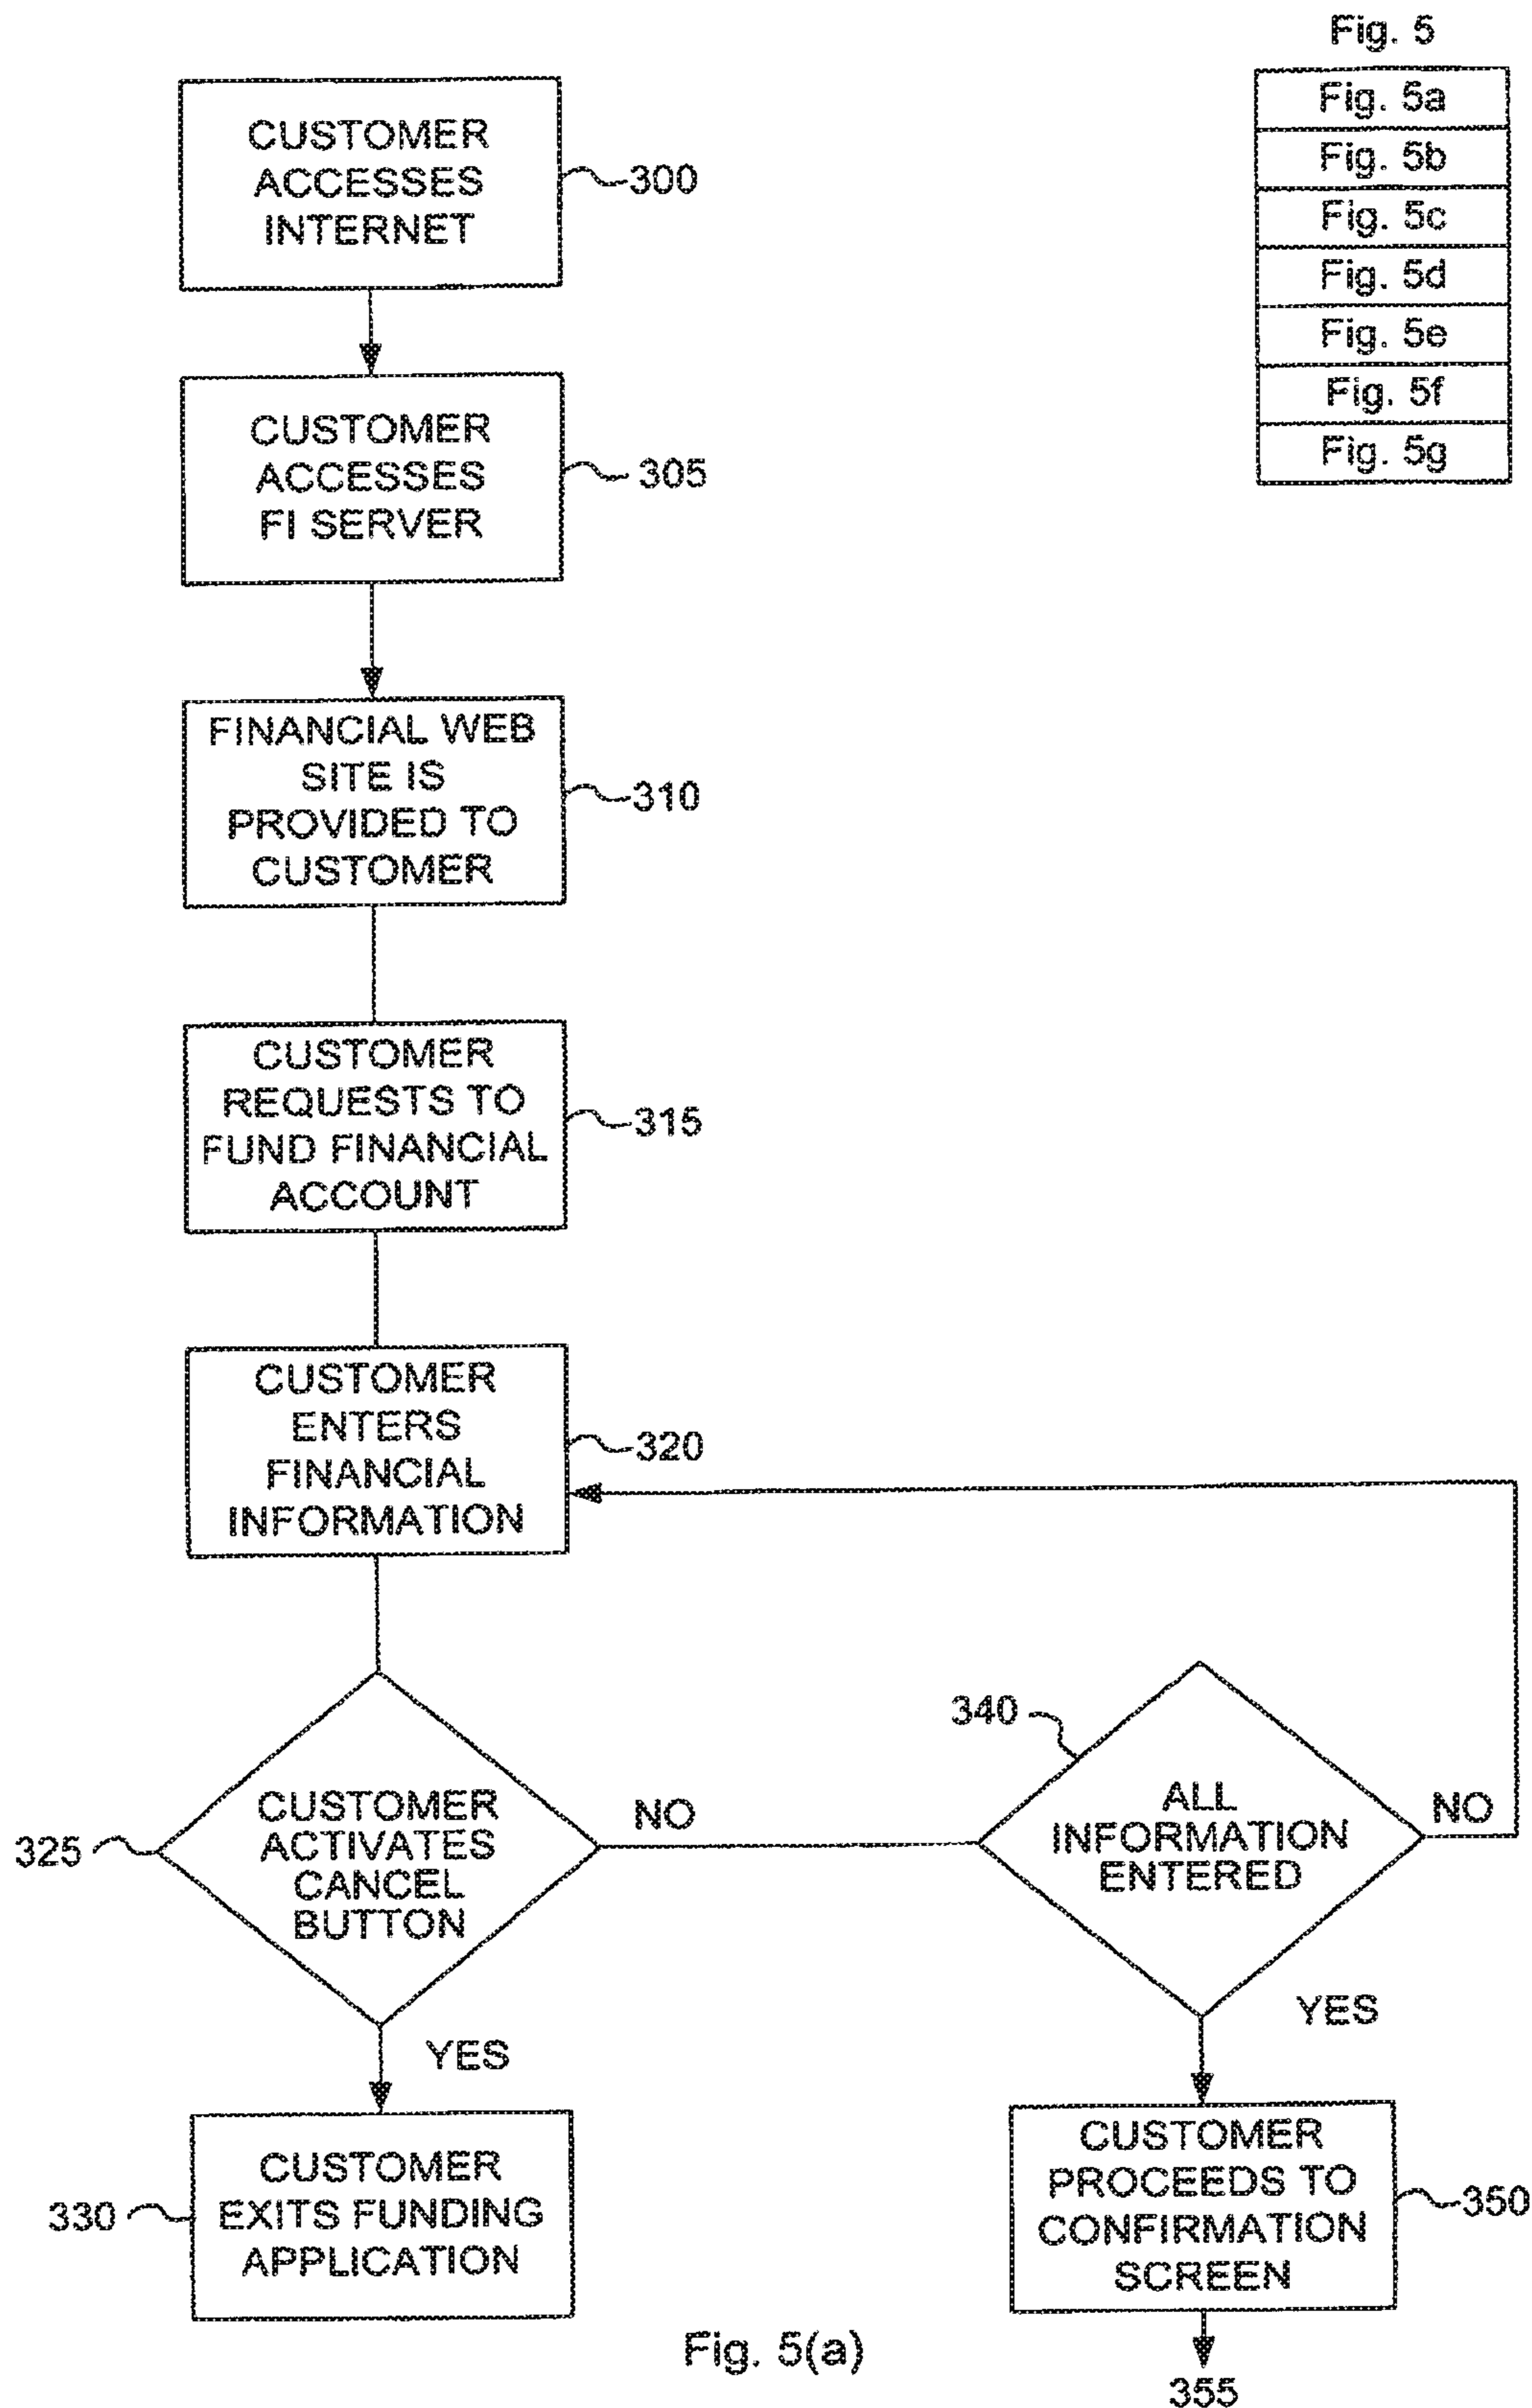 Fig. 5
Fig. 5a
Fig. 5b
Fig. 5c
Fig. 5d
Fig. 5e
Fig. 5f
Fig. 5g
CUSTOMER
ACCESSES
INTERNET
300
CUSTOMER
ACCESSES
FI SERVER
305
FINANCIAL WEB
SITE IS
PROVIDED TO
CUSTOMER
310
CUSTOMER
REQUESTS TO
FUND FINANCIAL
ACCOUNT
315
CUSTOMER
ENTERS
FINANCIAL
INFORMATION
320
325
CUSTOMER
ACTIVATES
CANCEL
BUTTON
NO
YES
340
ALL
INFORMATION
ENTERED
NO
YES
330
CUSTOMER
EXITS FUNDING
APPLICATION
CUSTOMER
PROCEEDS TO
CONFIRMATION
SCREEN
350
355
Fig. 5(a)